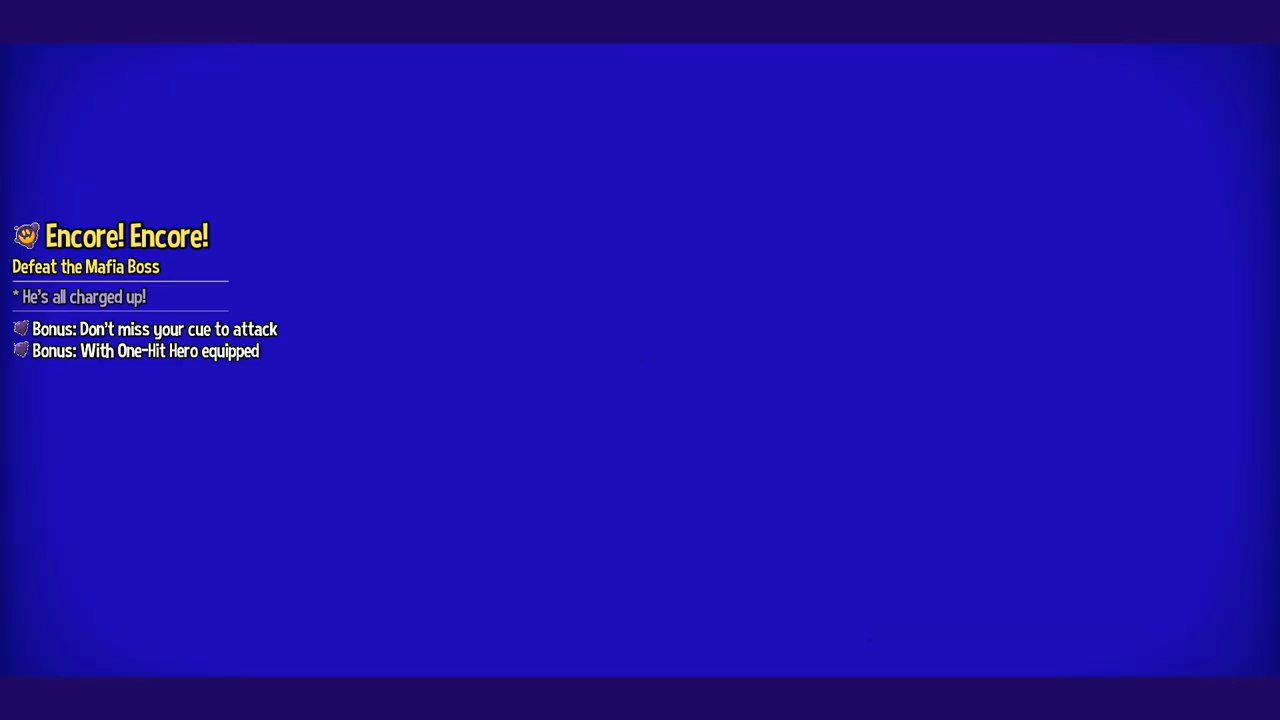 Encore! Encore!
Defeat the Mafia Boss
* He's all charged up!
Bonus: Don't miss your cue to attack
Bonus: With One-Hit Hero equipped